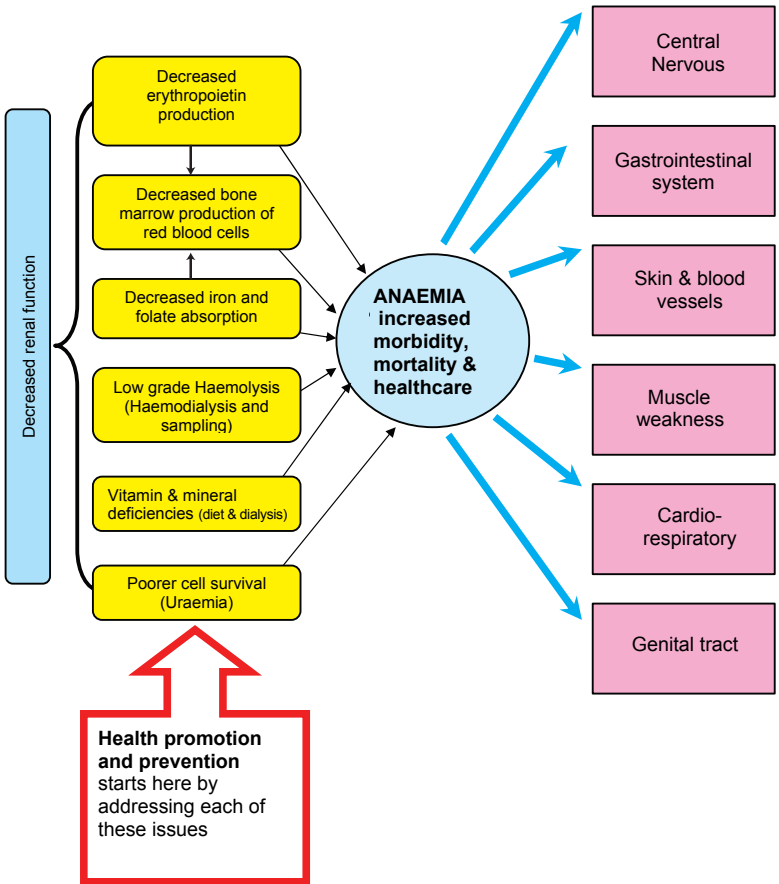 Decreased renal function
Decreased
erythropoietin
production
Decreased bone
marrow production of
red blood cells
Decreased iron and
folate absorption
Low grade Haemolysis
(Haemodialysis and
sampling)
Vitamin & mineral
deficiencies (diet & dialysis)
Poorer cell survival
(Uraemia)
Health promotion
and prevention
starts here by
addressing each of
these issues
ANAEMIA
' increased
morbidity,
mortality &
healthcare
Central
Nervous
Gastrointestinal
system
Skin & blood
vessels
Muscle
weakness
Cardio-
respiratory
Genital tract